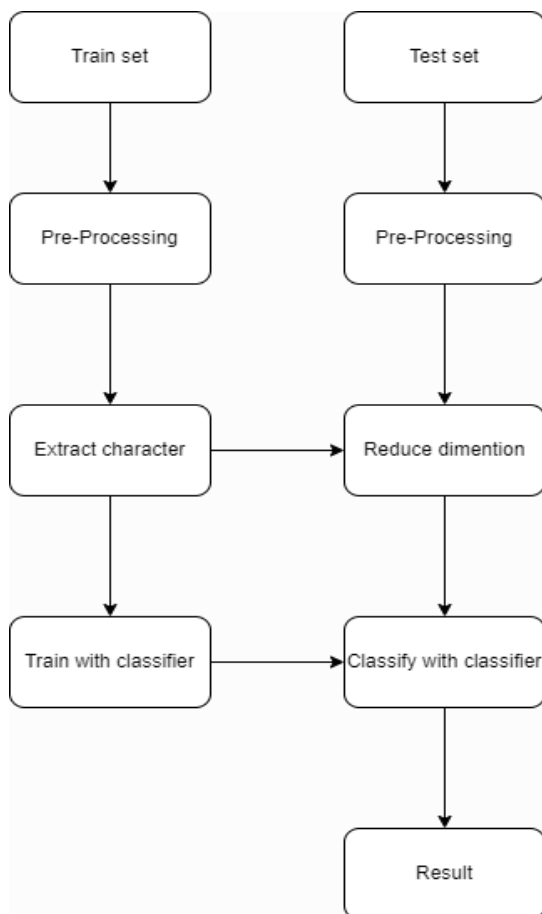 Train set
Test set
Pre-Processing
Pre-Processing
Extract character
Reduce dimention
Train with classifier
Classify with classifier
Result